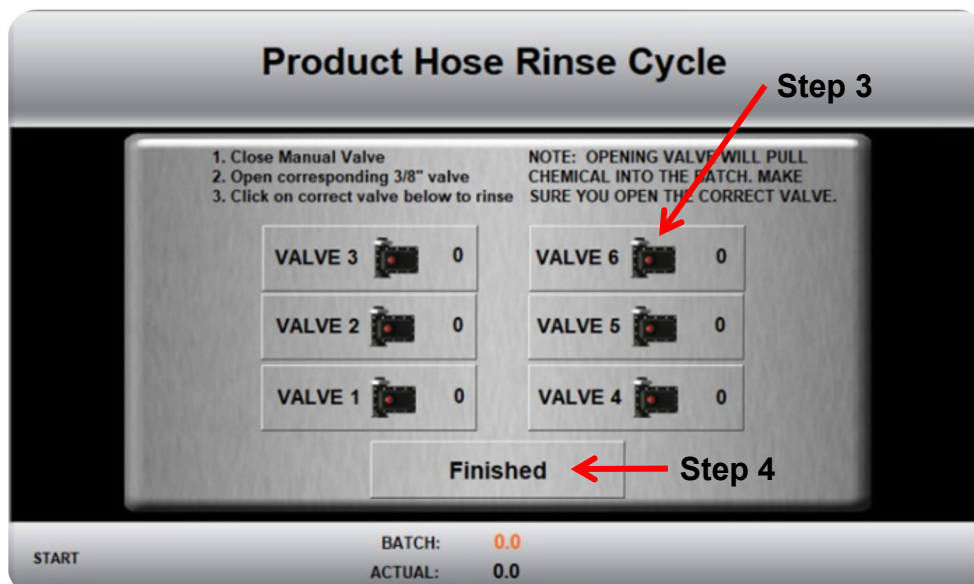 Product Hose Rinse Cycle
Step 3
1. Close Manual Valve
2. Open corresponding 3/8" valve
3. Click on correct valve below to rinse
NOTE: OPENING VALVE WILL PULL
CHEMICAL INTO THE BATCH. MAKE
SURE YOU OPEN THE CORRECT VALVE.
VALVE 3 0
VALVE 6 0
VALVE 2 0
VALVE 5 0
VALVE 1 0
VALVE 4 0
Finished
Step 4
START
BATCH: 0.0
ACTUAL: 0.0